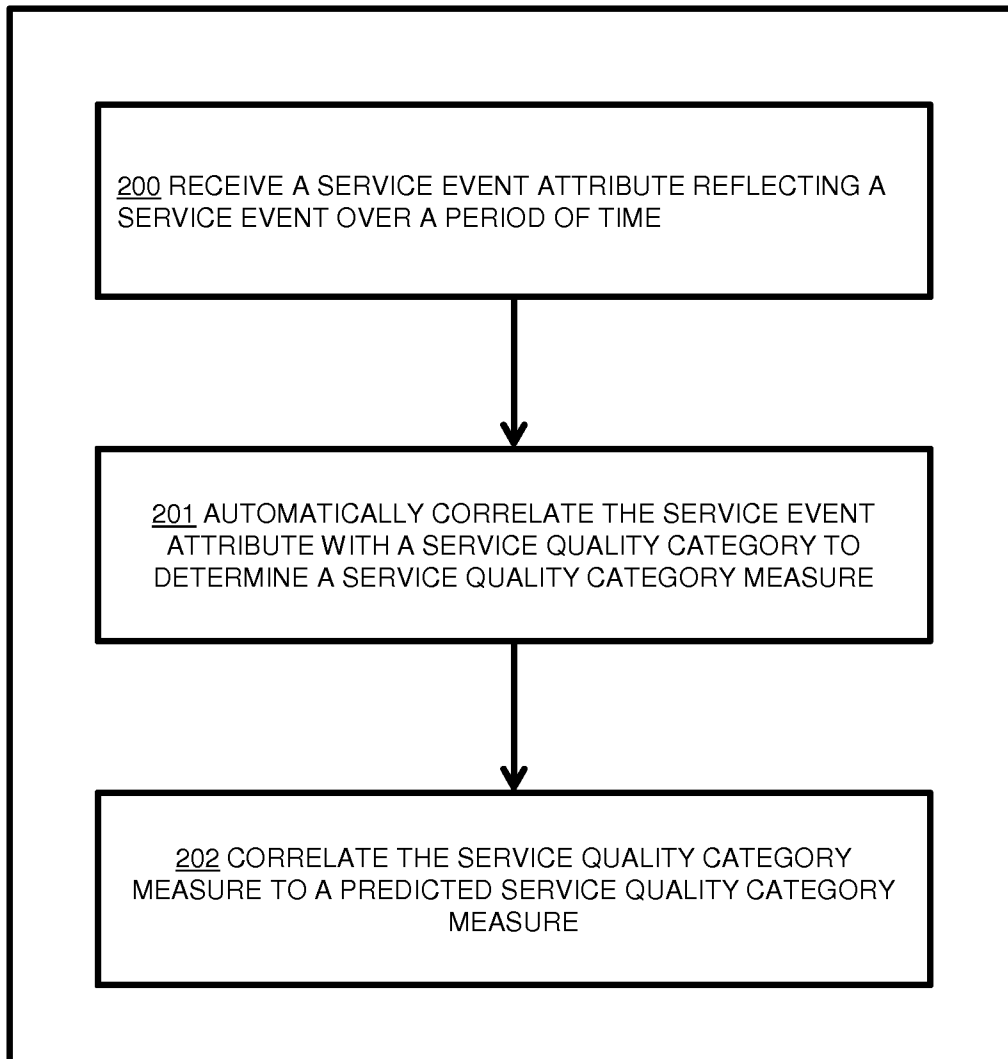 200 RECEIVE A SERVICE EVENT ATTRIBUTE REFLECTING A
SERVICE EVENT OVER A PERIOD OF TIME
201 AUTOMATICALLY CORRELATE THE SERVICE EVENT
ATTRIBUTE WITH A SERVICE QUALITY CATEGORY TO
DETERMINE A SERVICE QUALITY CATEGORY MEASURE
202 CORRELATE THE SERVICE QUALITY CATEGORY
MEASURE TO A PREDICTED SERVICE QUALITY CATEGORY
MEASURE